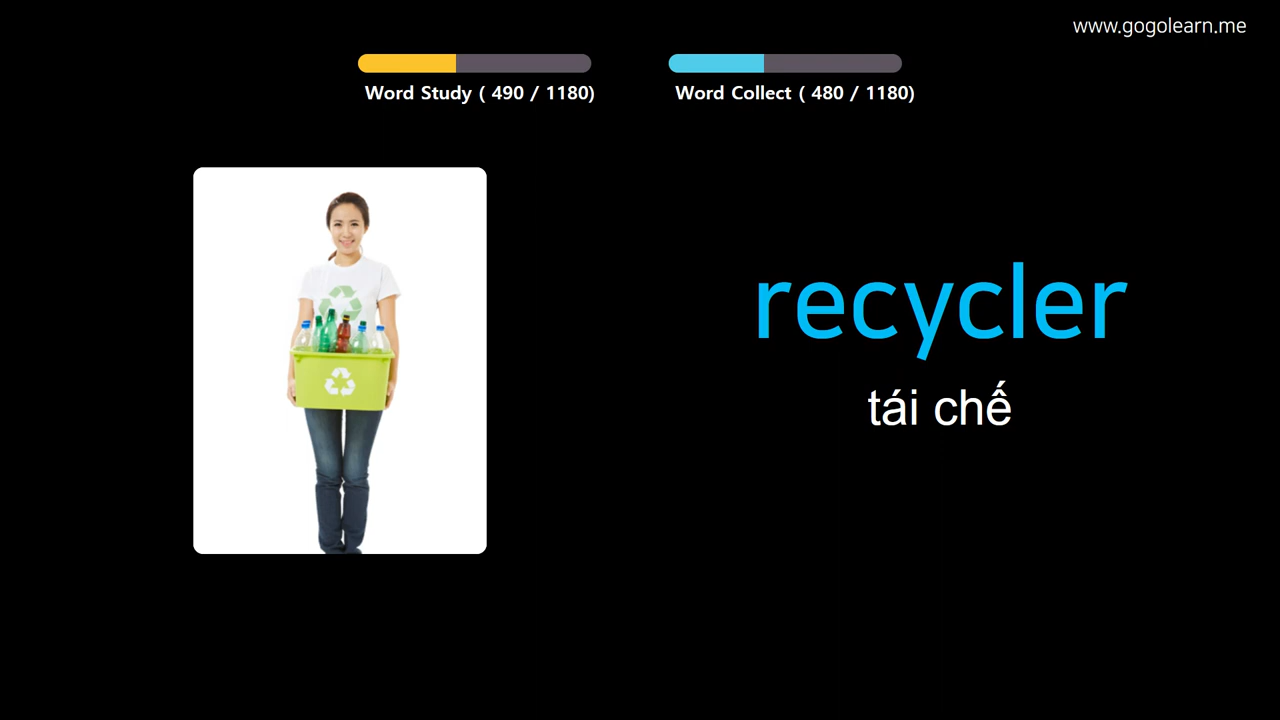 www.gogolearn.me
Word Study ( 490 / 1180)
Word Collect ( 480 / 1180)
recycler
tái chế